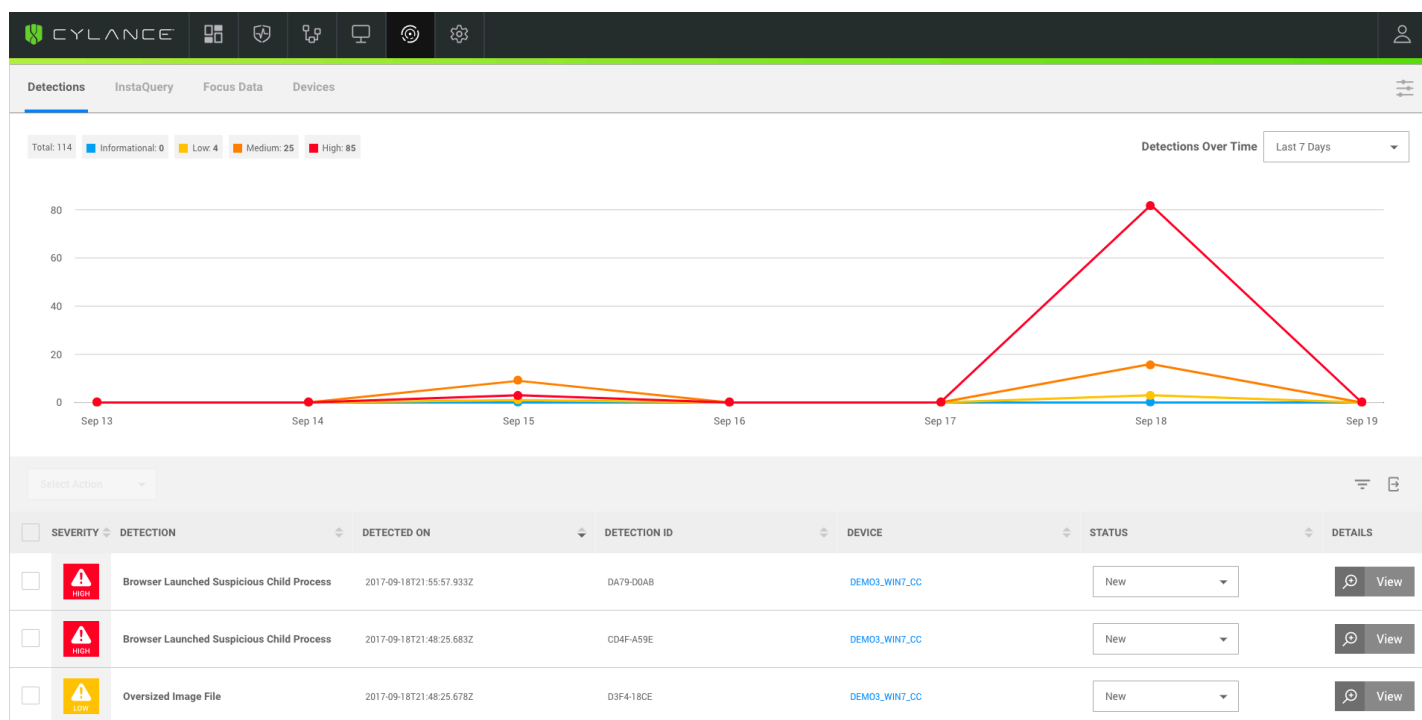 CYLANCE
Detections InstaQuery Focus Data Devices
Total: 114 Informational: 0 Low: 4 Medium: 25 High: 85 Detections Over Time Last 7 Days
80
60
40
20
0
Sep 13 Sep 14 Sep 15 Sep 16 Sep 17 Sep 18 Sep 19
Select Action
SEVERITY DETECTION DETECTED ON DETECTION ID DEVICE STATUS DETAILS
HIGH Browser Launched Suspicious Child Process 2017-09-18T21:55:57.933Z DA79-D0AB DEMO3_WIN7_CC New View
HIGH Browser Launched Suspicious Child Process 2017-09-18T21:48:25.683Z CD4F-A59E DEMO3_WIN7_CC New View
LOW Oversized Image File 2017-09-18T21:48:25.678Z D3F4-18CE DEMO3_WIN7_CC New View